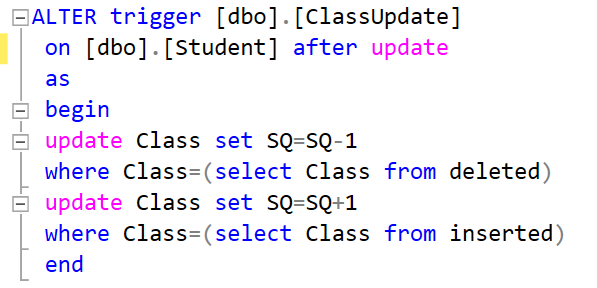 ALTER trigger [dbo].[ClassUpdate]
on [dbo].[Student] after update
as
begin
update Class set SQ=SQ-1
where Class=(select Class from deleted)
update Class set SQ=SQ+1
where Class=(select Class from inserted)
end